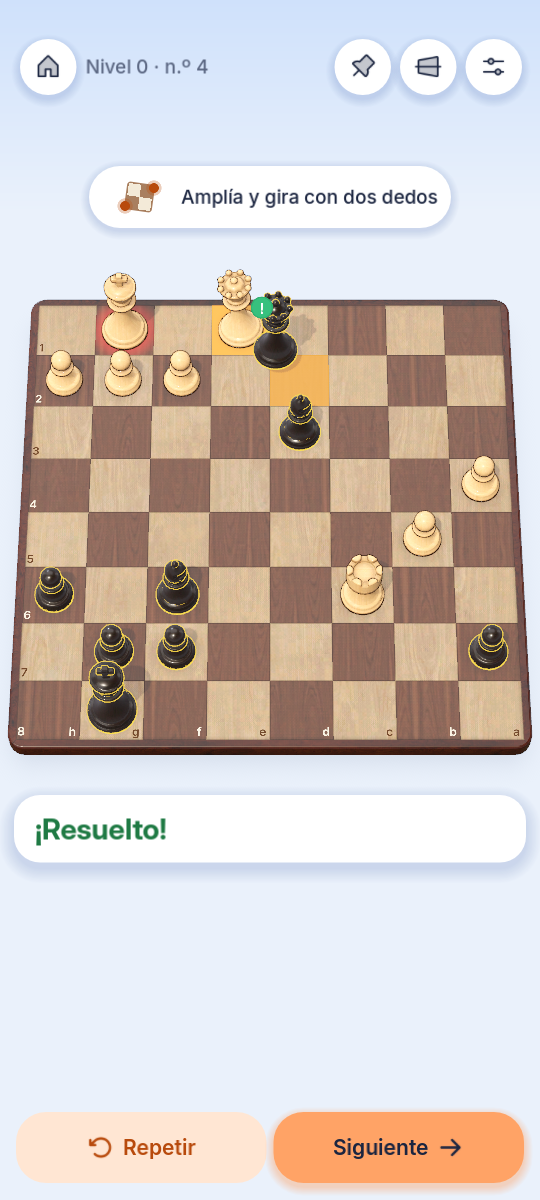 Nivel 0 · n.º 4
Amplía y gira con dos dedos
1
2
3
4
5
6
7
8 h g f e d c b a
¡Resuelto!
Repetir
Siguiente